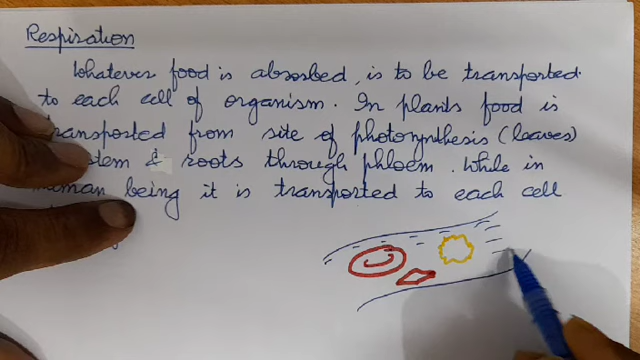 Respiration
Whatever food is absorbed, is to be transported
to each cell of organism. In plants food is
transported from site of photosynthesis (leaves)
stem & roots through phloem. While in
human being it is transported to each cell